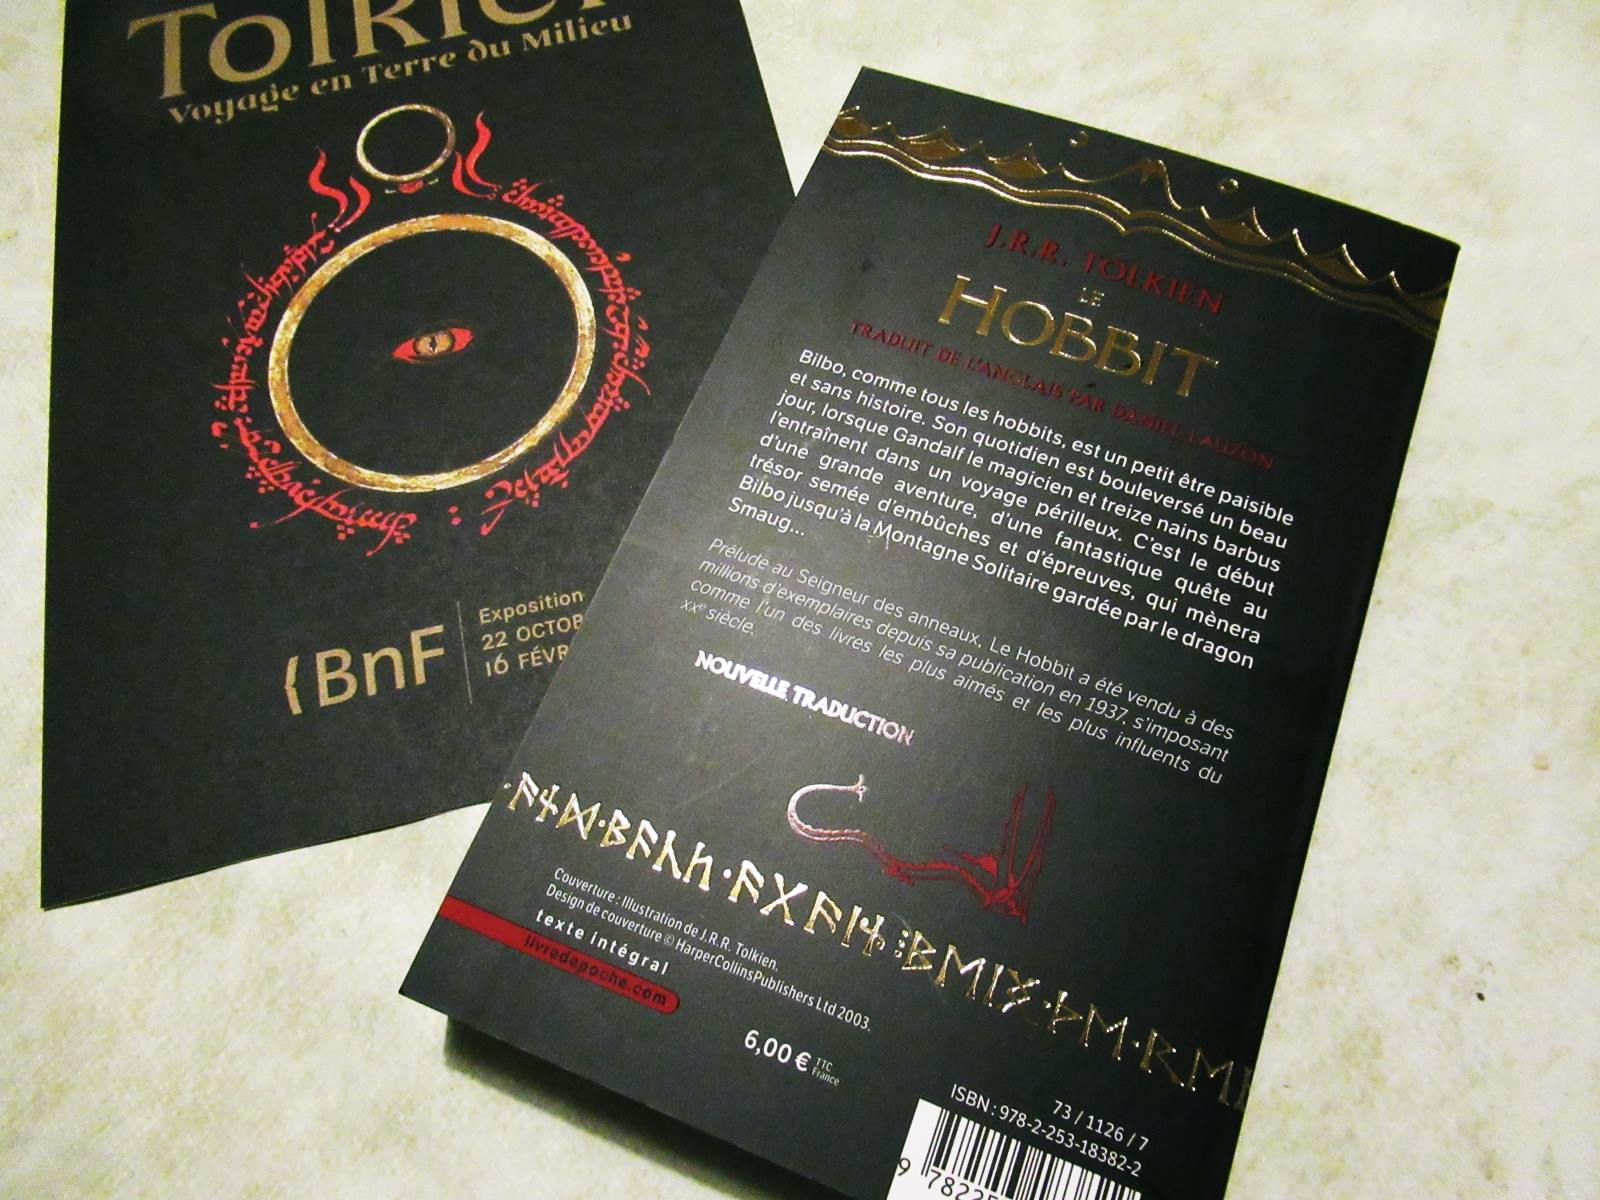 Voyage en Terre du Milieu
{BnF
Exposition
22 OCTOB
16 FÉVR
J.R.R. TOLKIEN
LE
HOBBIT
TRADUIT DE L'ANGLAIS PAR DANIEL LAUZON
Bilbo, comme tous les hobbits, est un petit être paisible
et sans histoire. Son quotidien est bouleversé un beau
jour, lorsque Gandalf le magicien et treize nains barbus
l'entraînent dans un voyage périlleux. C'est le début
d'une grande aventure, d'une fantastique quête au
trésor semée d'embûches et d'épreuves, qui mènera
Bilbo jusqu'à la Montagne Solitaire gardée par le dragon
Smaug...
Prélude au Seigneur des anneaux, Le Hobbit a été vendu à des
millions d'exemplaires depuis sa publication en 1937, s'imposant
comme l'un des livres les plus aimés et les plus influents du
XXe siècle.
NOUVELLE TRADUCTION
Couverture : Illustration de J.R.R. Tolkien.
Design de couverture © HarperCollinsPublishers Ltd 2003.
texte intégral
livredepoche.com
6,00 € TTC
France
73 / 1126 / 7
ISBN : 978-2-253-18382-2